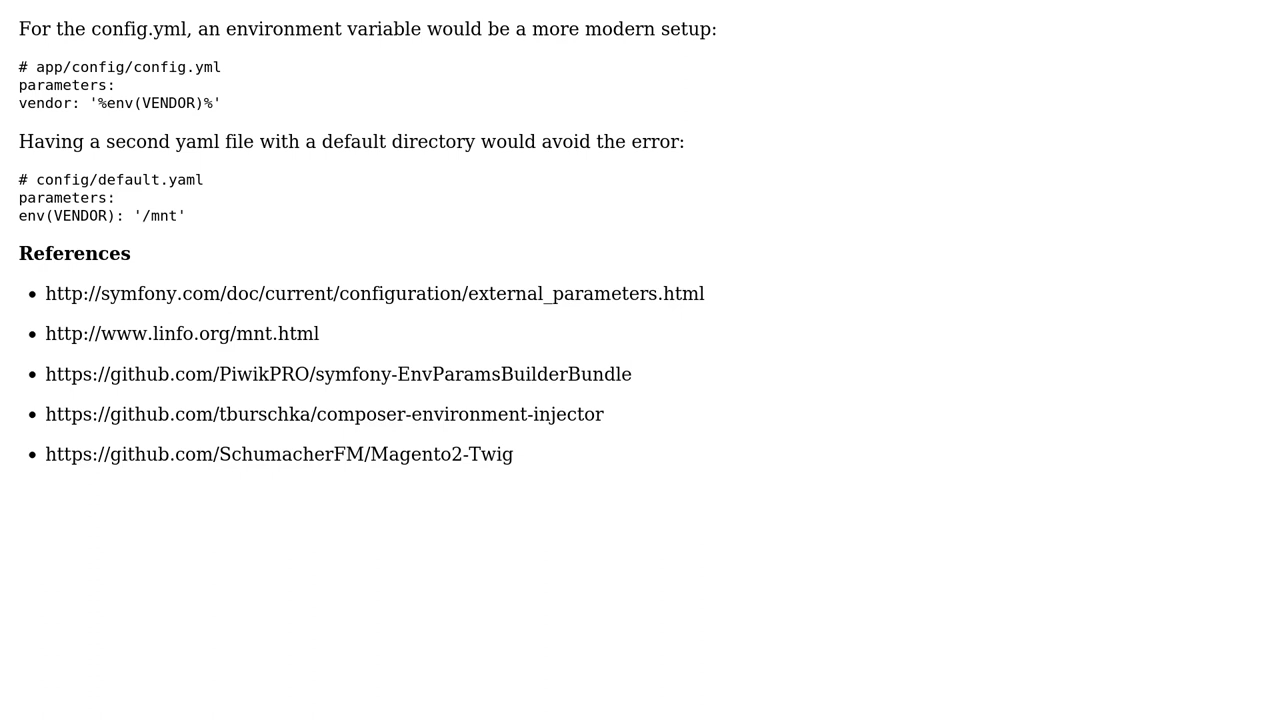 For the config.yml, an environment variable would be a more modern setup:
# app/config/config.yml
parameters:
vendor: '%env(VENDOR)%'
Having a second yaml file with a default directory would avoid the error:
# config/default.yaml
parameters:
env(VENDOR): '/mnt'
References
• http://symfony.com/doc/current/configuration/external_parameters.html
• http://www.linfo.org/mnt.html
• https://github.com/PiwikPRO/symfony-EnvParamsBuilderBundle
• https://github.com/tburschka/composer-environment-injector
• https://github.com/SchumacherFM/Magento2-Twig